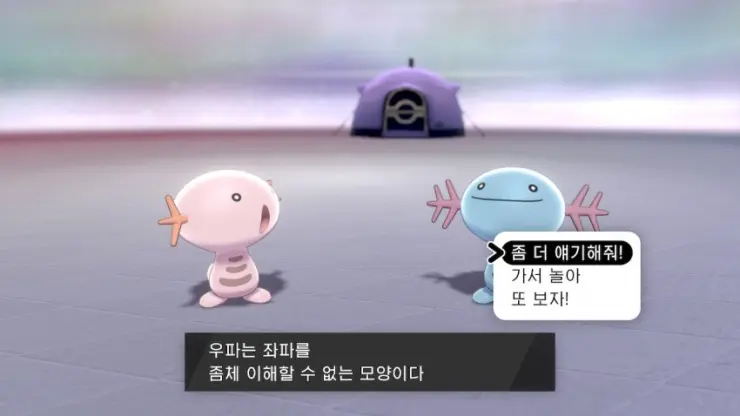 좀 더 얘기해줘!
가서 놀아
또 보자!
우파는 좌파를
좀체 이해할 수 없는 모양이다